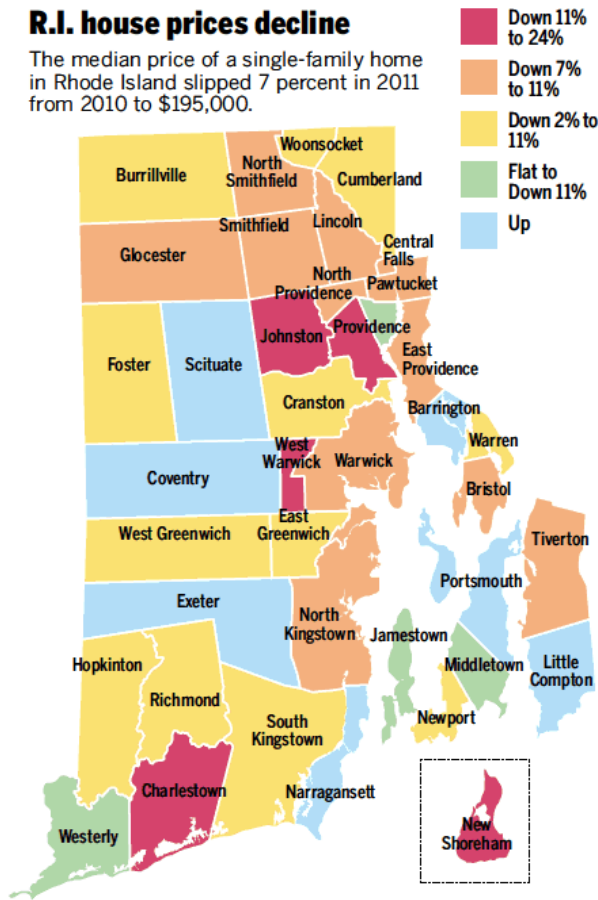 R.I. house prices decline
The median price of a single-family home
in Rhode Island slipped 7 percent in 2011
from 2010 to $195,000.
Down 11%
to 24%
Down 7%
to 11%
Down 2% to
11%
Flat to
Down 11%
Up
Woonsocket
Burrillville
North
Smithfield
Cumberland
Smithfield
Lincoln
Glocester
Central
Falls
North
Providence
Pawtucket
Johnston
Providence
Foster
Scituate
East
Providence
Cranston
Barrington
Warren
West
Warwick
Warwick
Coventry
Bristol
East
Greenwich
West Greenwich
Tiverton
Portsmouth
Exeter
North
Kingstown
Jamestown
Hopkinton
Middletown
Little
Compton
Richmond
South
Kingstown
Newport
Charlestown
Narragansett
Westerly
New
Shoreham